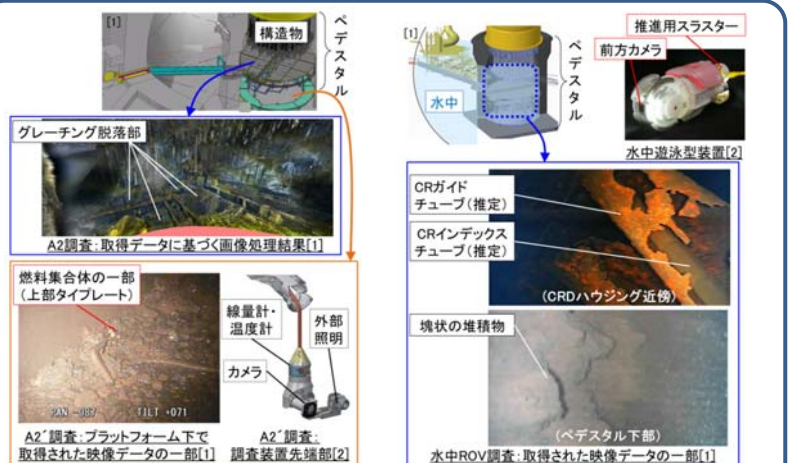 [1]
構造物
ペデスタル
グレーチング脱落部
A2調査:取得データに基づく画像処理結果[1]
燃料集合体の一部
(上部タイプレート)
PAN -087 TILT +071
A2´調査:プラットフォーム下で
取得された映像データの一部[1]
線量計・
温度計
外部
照明
カメラ
A2´調査:
調査装置先端部[2]
[1]
水中
ペデスタル
推進用スラスター
前方カメラ
水中遊泳型装置[2]
CRガイド
チューブ(推定)
CRインデックス
チューブ(推定)
(CRDハウジング近傍)
塊状の堆積物
(ペデスタル下部)
水中ROV調査:取得された映像データの一部[1]